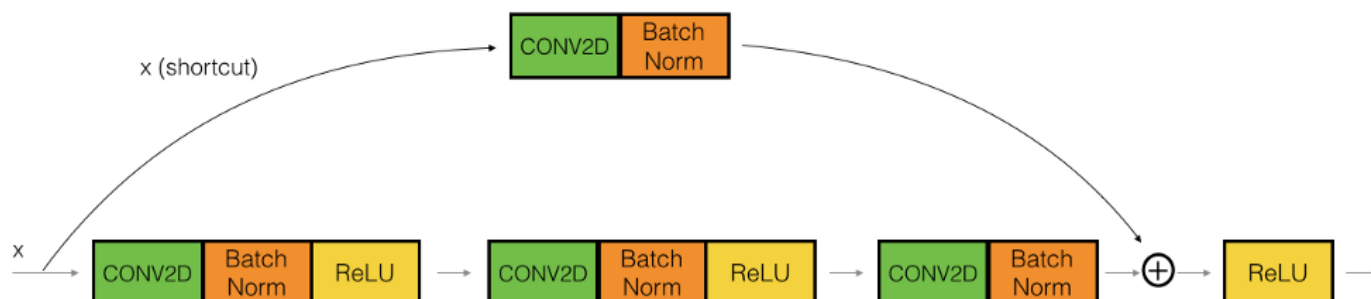 CONV2D
Batch
Norm
x (shortcut)
x
CONV2D
Batch
Norm
ReLU
CONV2D
Batch
Norm
ReLU
CONV2D
Batch
Norm
ReLU